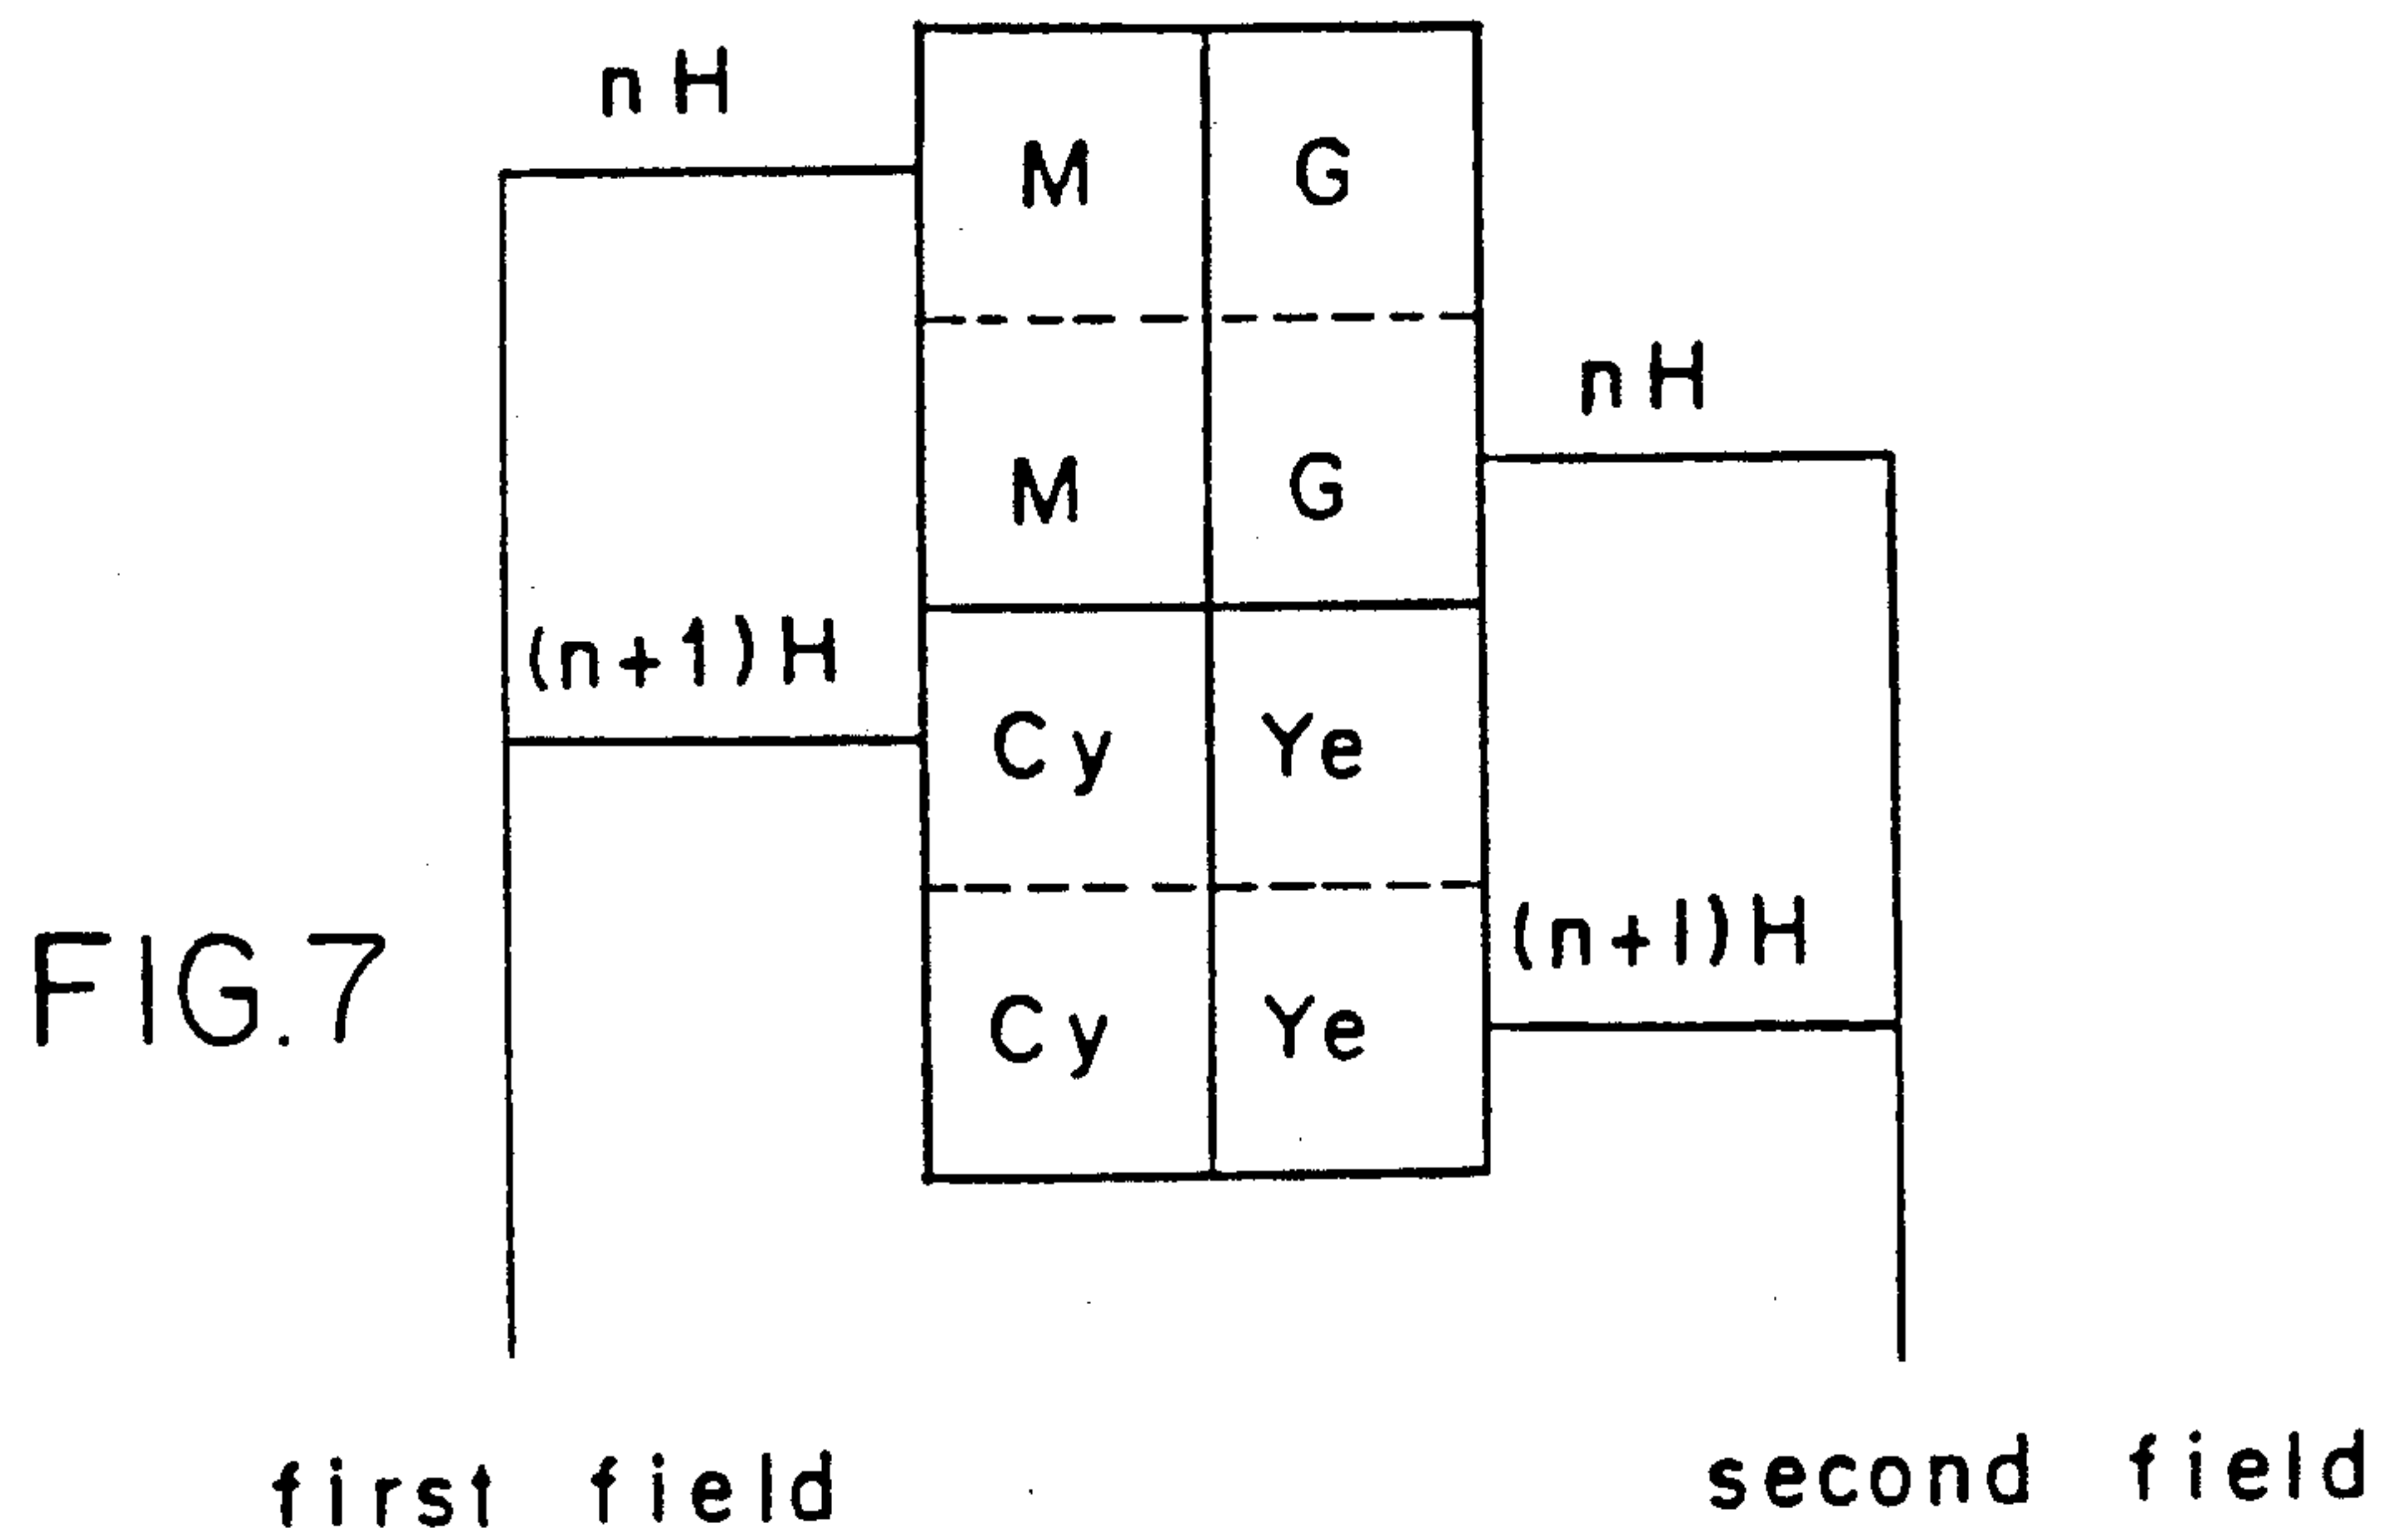 nH
M G
nH
M G
(n+1)H
Cy Ye
(n+1)H
Cy Ye
FIG.7
first field
second field